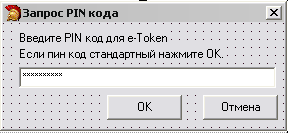 Запрос PIN кода
Введите PIN код для e-Token
Если пин код стандартный нажмите OK.
××××××××××
OK Отмена